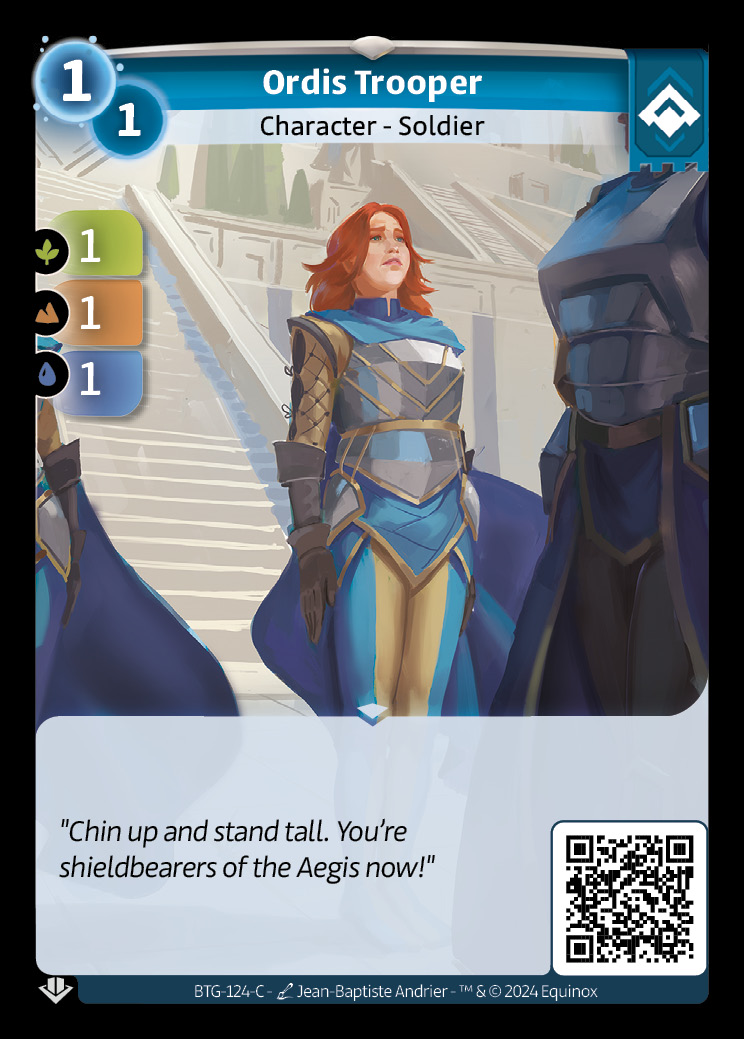 1
Ordis Trooper
1
Character - Soldier
1
1
1
"Chin up and stand tall. You’re
shieldbearers of the Aegis now!"
BTG-124-C - Jean-Baptiste Andrier - ™ & © 2024 Equinox